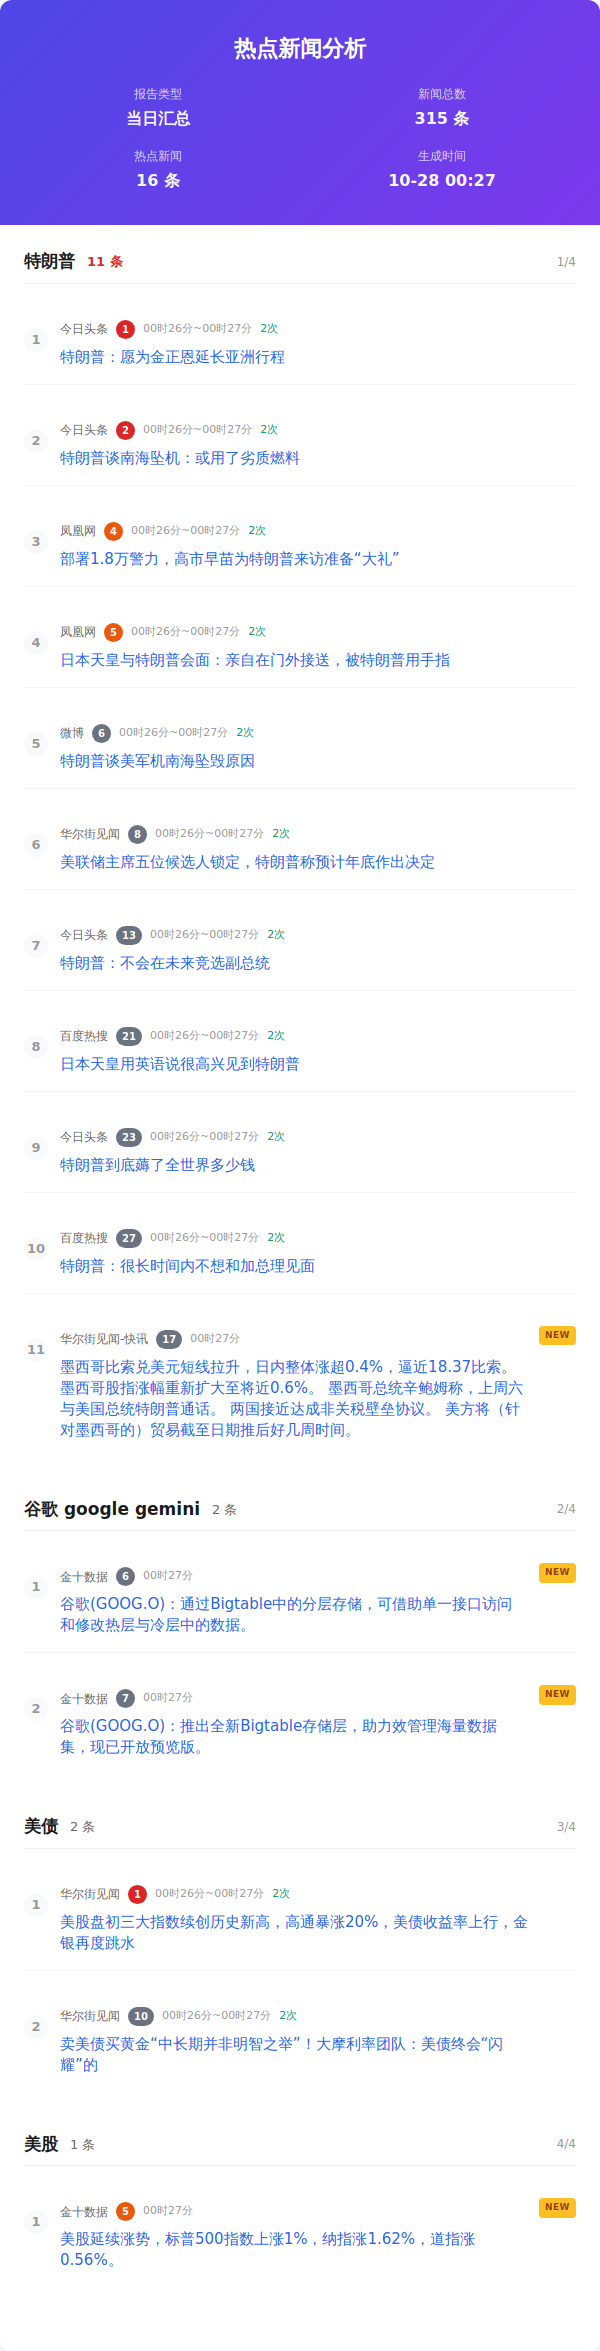 热点新闻分析
报告类型
新闻总数
当日汇总
315 条
热点新闻
生成时间
16 条
10-28 00:27
特朗普 11 条 1/4
1 今日头条 1 00时26分~00时27分 2次
特朗普：愿为金正恩延长亚洲行程
2 今日头条 2 00时26分~00时27分 2次
特朗普谈南海坠机：或用了劣质燃料
3 凤凰网 4 00时26分~00时27分 2次
部署1.8万警力，高市早苗为特朗普来访准备“大礼”
4 凤凰网 5 00时26分~00时27分 2次
日本天皇与特朗普会面：亲自在门外接送，被特朗普用手指
5 微博 6 00时26分~00时27分 2次
特朗普谈美军机南海坠毁原因
6 华尔街见闻 8 00时26分~00时27分 2次
美联储主席五位候选人锁定，特朗普称预计年底作出决定
7 今日头条 13 00时26分~00时27分 2次
特朗普：不会在未来竞选副总统
8 百度热搜 21 00时26分~00时27分 2次
日本天皇用英语说很高兴见到特朗普
9 今日头条 23 00时26分~00时27分 2次
特朗普到底薅了全世界多少钱
10 百度热搜 27 00时26分~00时27分 2次
特朗普：很长时间内不想和加总理见面
11 华尔街见闻-快讯 17 00时27分 NEW
墨西哥比索兑美元短线拉升，日内整体涨超0.4%，逼近18.37比索。
墨西哥股指涨幅重新扩大至将近0.6%。 墨西哥总统辛鲍姆称，上周六
与美国总统特朗普通话。 两国接近达成非关税壁垒协议。 美方将（针
对墨西哥的）贸易截至日期推后好几周时间。
谷歌 google gemini 2 条 2/4
1 金十数据 6 00时27分 NEW
谷歌(GOOG.O)：通过Bigtable中的分层存储，可借助单一接口访问
和修改热层与冷层中的数据。
2 金十数据 7 00时27分 NEW
谷歌(GOOG.O)：推出全新Bigtable存储层，助力效管理海量数据
集，现已开放预览版。
美债 2 条 3/4
1 华尔街见闻 1 00时26分~00时27分 2次
美股盘初三大指数续创历史新高，高通暴涨20%，美债收益率上行，金
银再度跳水
2 华尔街见闻 10 00时26分~00时27分 2次
卖美债买黄金“中长期并非明智之举”！大摩利率团队：美债终会“闪
耀”的
美股 1 条 4/4
1 金十数据 5 00时27分 NEW
美股延续涨势，标普500指数上涨1%，纳指涨1.62%，道指涨
0.56%。